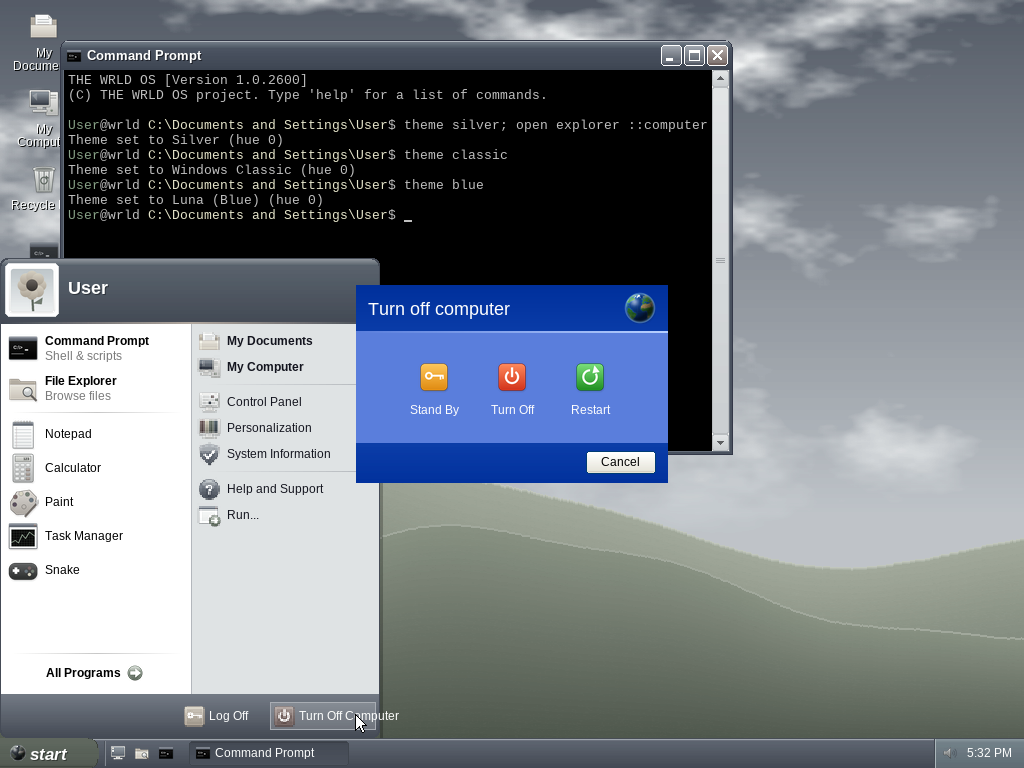 My
Docume
My
Comput
Recycle
Command Prompt
THE WRLD OS [Version 1.0.2600]
(C) THE WRLD OS project. Type 'help' for a list of commands.
User@wrld C:\Documents and Settings\User$ theme silver; open explorer ::computer
Theme set to Silver (hue 0)
User@wrld C:\Documents and Settings\User$ theme classic
Theme set to Windows Classic (hue 0)
User@wrld C:\Documents and Settings\User$ theme blue
Theme set to Luna (Blue) (hue 0)
User@wrld C:\Documents and Settings\User$ _
User
Command Prompt
Shell & scripts
File Explorer
Browse files
Notepad
Calculator
Paint
Task Manager
Snake
All Programs
My Documents
My Computer
Control Panel
Personalization
System Information
Help and Support
Run...
Log Off
Turn Off Computer
Turn off computer
Stand By
Turn Off
Restart
Cancel
start
Command Prompt
5:32 PM